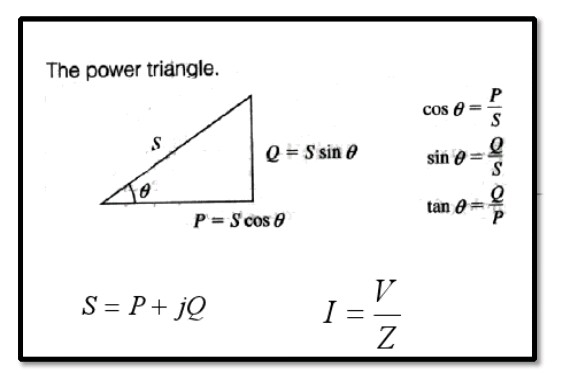 The power triangle.
S
θ
Q = S sin θ
P = S cos θ
cos θ = P/S
sin θ = Q/S
tan θ = Q/P
S = P + jQ
I = V/Z